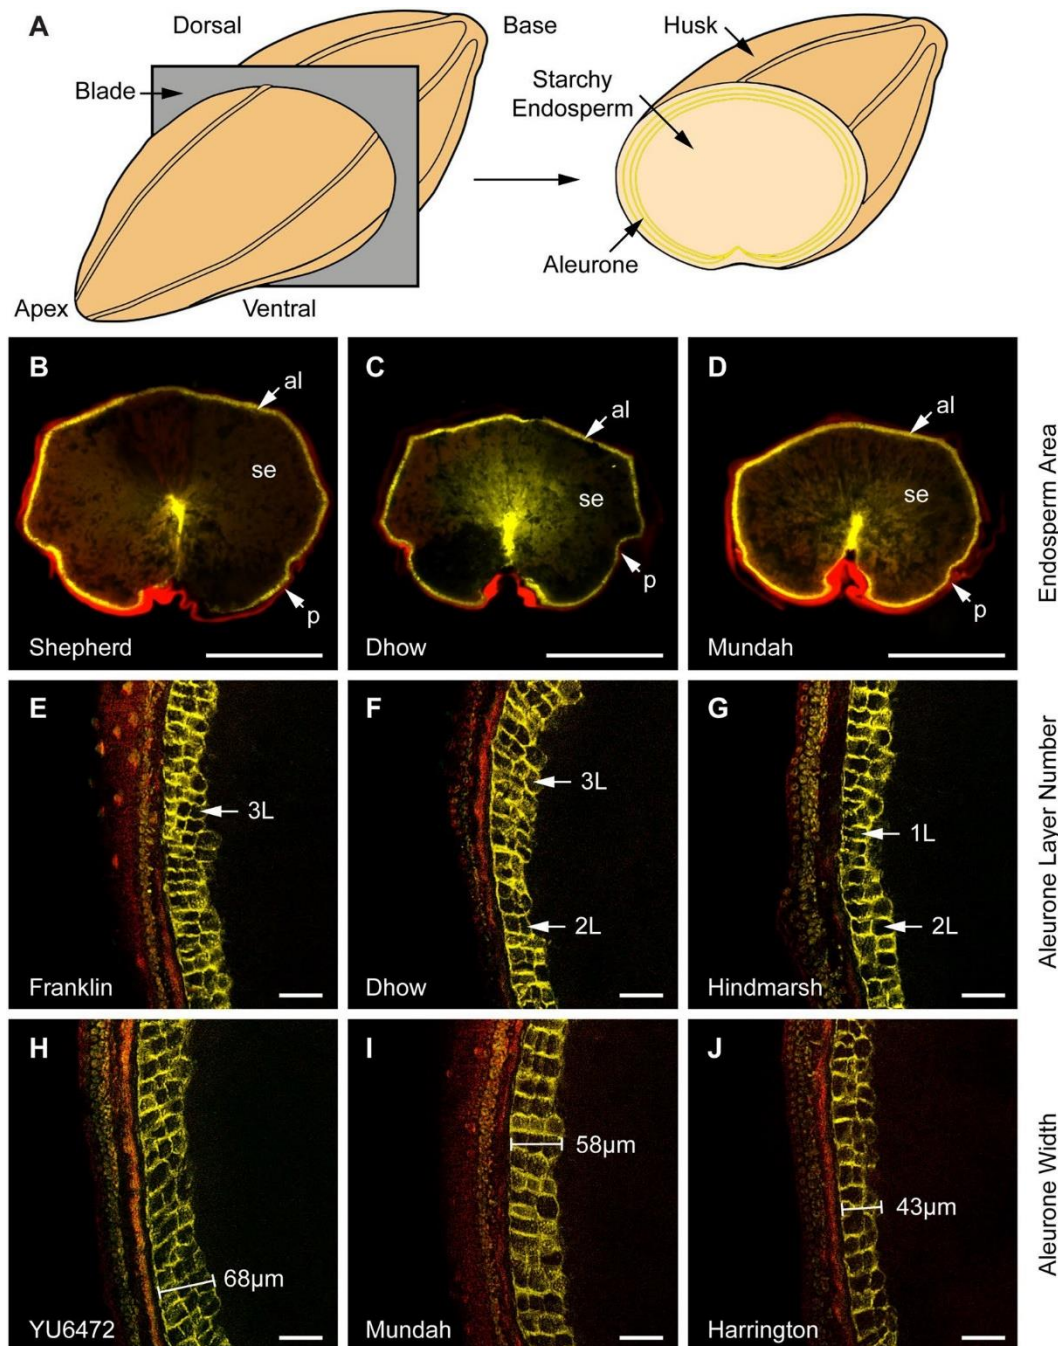 A
Dorsal
Base
Husk
Blade
Starchy
Endosperm
Aleurone
Apex
Ventral
B
al
se
p
Shepherd
C
al
se
p
Dhow
D
al
se
p
Mundah
Endosperm Area
E
3L
Franklin
F
3L
2L
Dhow
G
1L
2L
Hindmarsh
Aleurone Layer Number
H
68μm
YU6472
I
58μm
Mundah
J
43μm
Harrington
Aleurone Width